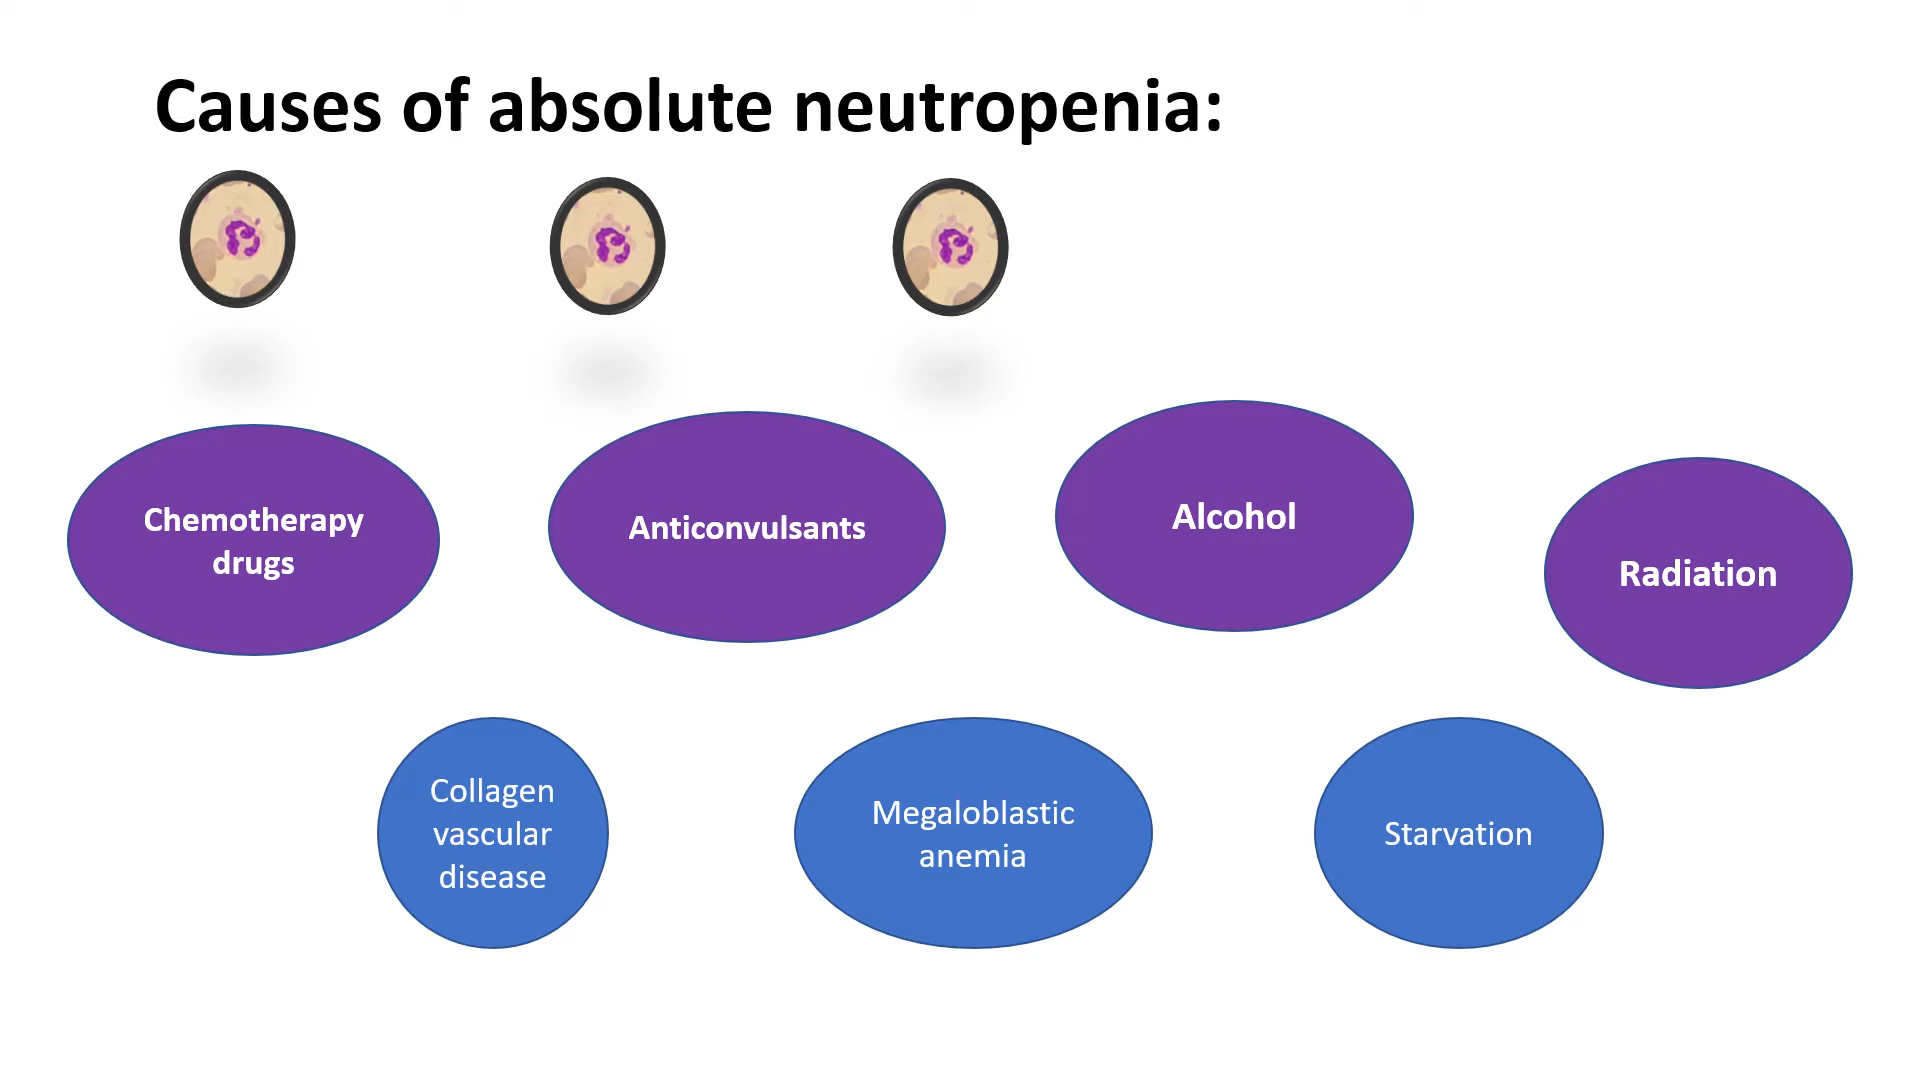 Causes of absolute neutropenia:
Chemotherapy
drugs
Anticonvulsants
Alcohol
Radiation
Collagen
vascular
disease
Megaloblastic
anemia
Starvation